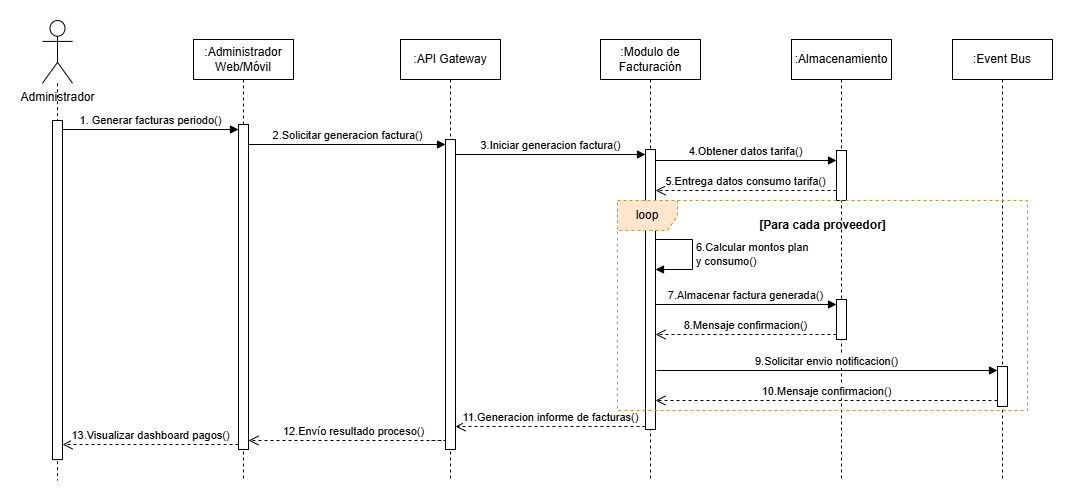 :Administrador
Web/Móvil
:API Gateway
:Modulo de
Facturación
:Almacenamiento
:Event Bus
Administrador
1. Generar facturas periodo()
2.Solicitar generacion factura()
3.Iniciar generacion factura()
4.Obtener datos tarifa()
5.Entrega datos consumo tarifa()
loop
[Para cada proveedor]
6.Calcular montos plan
y consumo()
7.Almacenar factura generada()
8.Mensaje confirmacion()
9.Solicitar envio notificacion()
10.Mensaje confirmacion()
11.Generacion informe de facturas()
12.Envío resultado proceso()
13.Visualizar dashboard pagos()